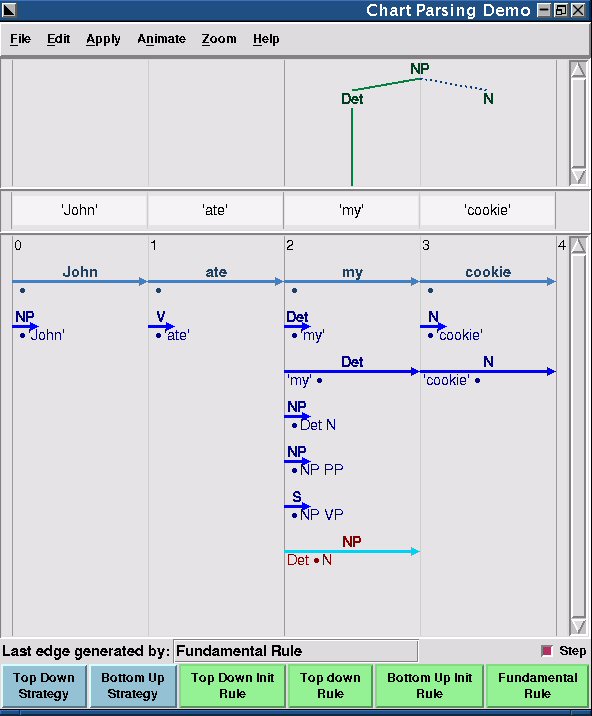 Chart Parsing Demo
File Edit Apply Animate Zoom Help
NP
Det N
'John' 'ate' 'my' 'cookie'
0 1 2 3 4
John ate my cookie
• • • •
NP V Det N
•'John' •'ate' •'my' •'cookie'
Det N
'my' • 'cookie' •
NP
•Det N
NP
•NP PP
S
•NP VP
NP
Det •N
Last edge generated by: Fundamental Rule Step
Top Down Bottom Up Top Down Init Top down Bottom Up Init Fundamental
Strategy Strategy Rule Rule Rule Rule